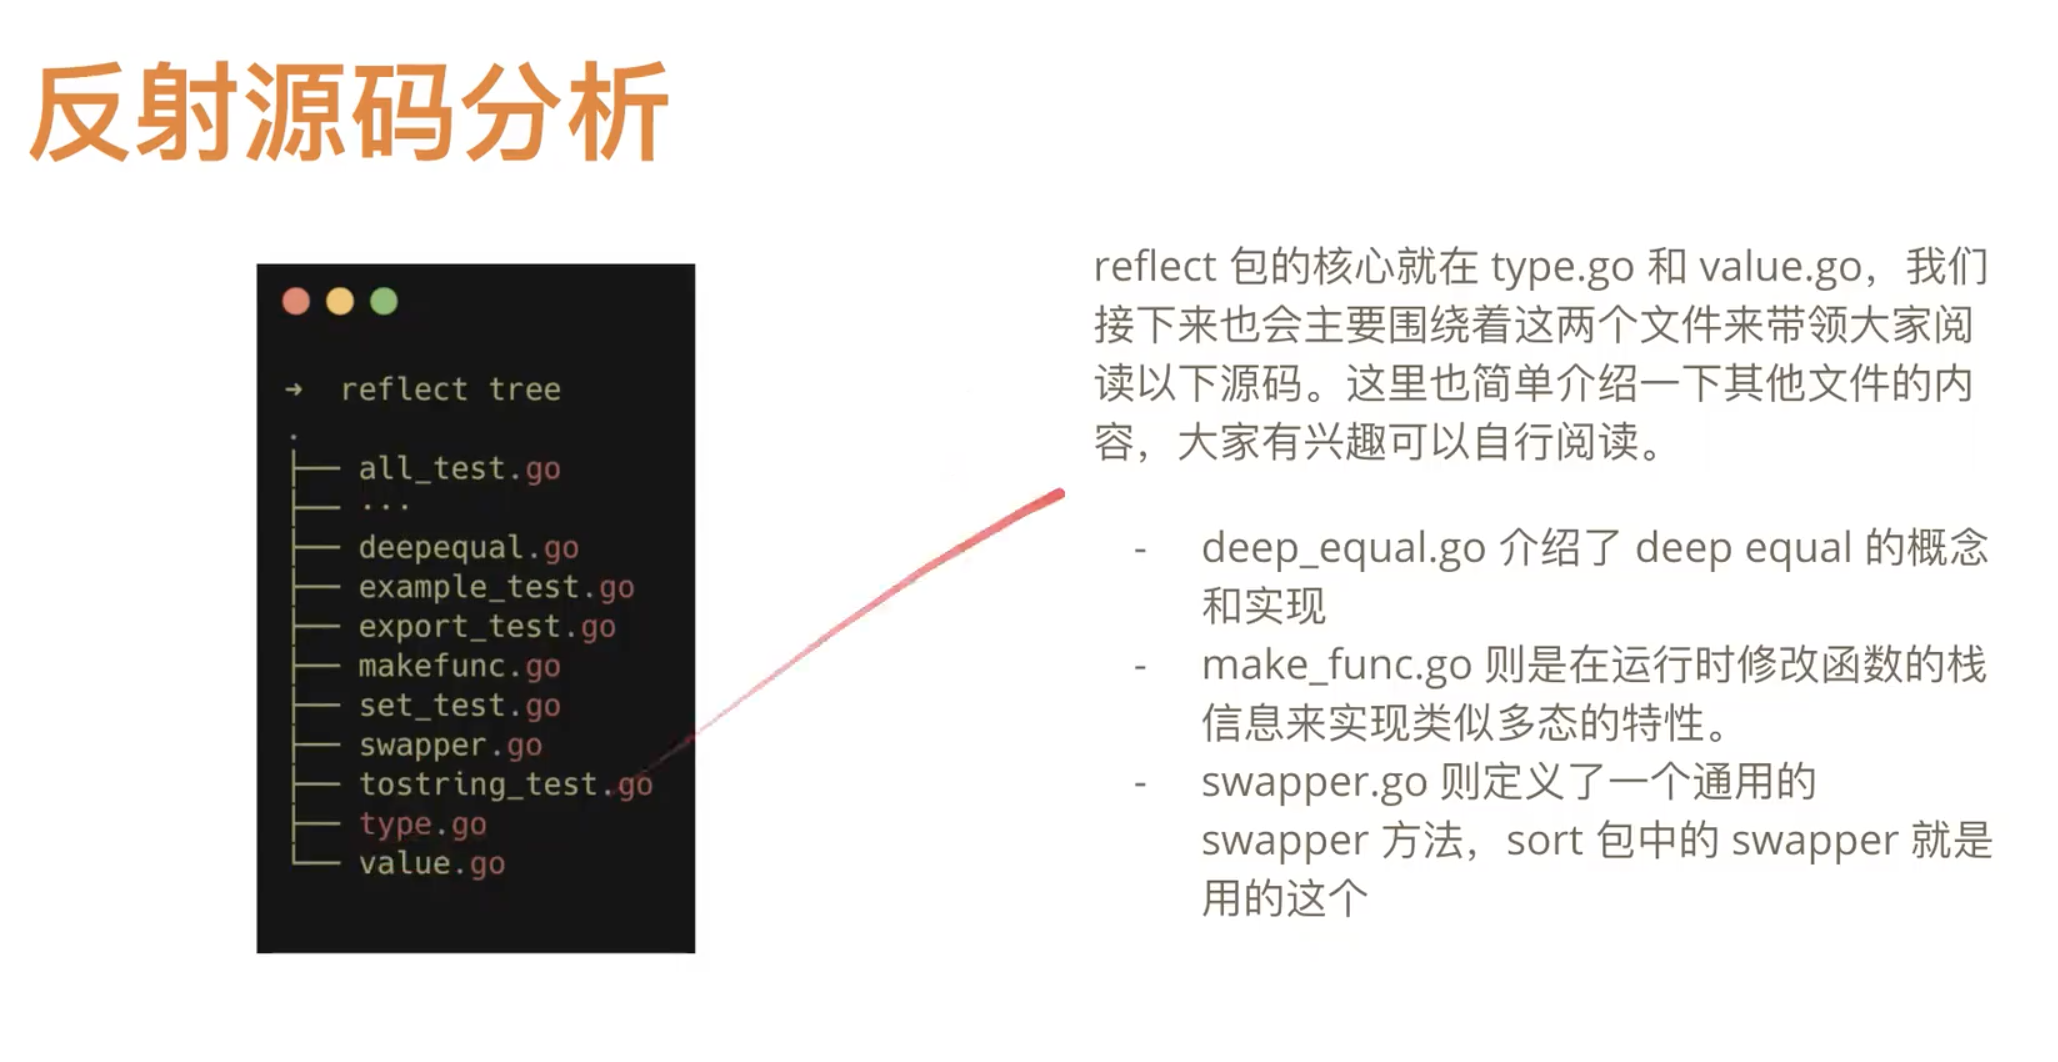 反射源码分析
➜ reflect tree
.
├── all_test.go
├── ...
├── deepequal.go
├── example_test.go
├── export_test.go
├── makefunc.go
├── set_test.go
├── swapper.go
├── tostring_test.go
├── type.go
└── value.go
reflect 包的核心就在 type.go 和 value.go，我们
接下来也会主要围绕着这两个文件来带领大家阅
读以下源码。这里也简单介绍一下其他文件的内
容，大家有兴趣可以自行阅读。
- deep_equal.go 介绍了 deep equal 的概念
和实现
- make_func.go 则是在运行时修改函数的栈
信息来实现类似多态的特性。
- swapper.go 则定义了一个通用的
swapper 方法，sort 包中的 swapper 就是
用的这个